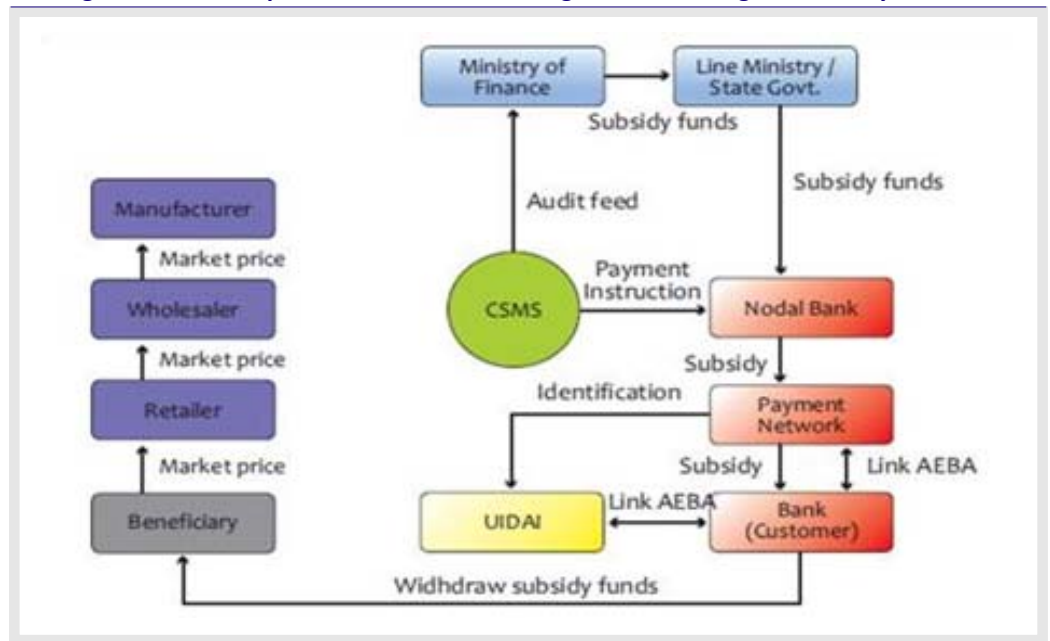 Ministry of
Finance
Line Ministry /
State Govt.
Subsidy funds
Subsidy funds
Audit feed
Manufacturer
Market price
Wholesaler
Market price
Retailer
Market price
Beneficiary
CSMS
Payment
Instruction
Nodal Bank
Subsidy
Identification
Payment
Network
Subsidy
Link AEBA
UIDAI
Link AEBA
Bank
(Customer)
Widhdraw subsidy funds